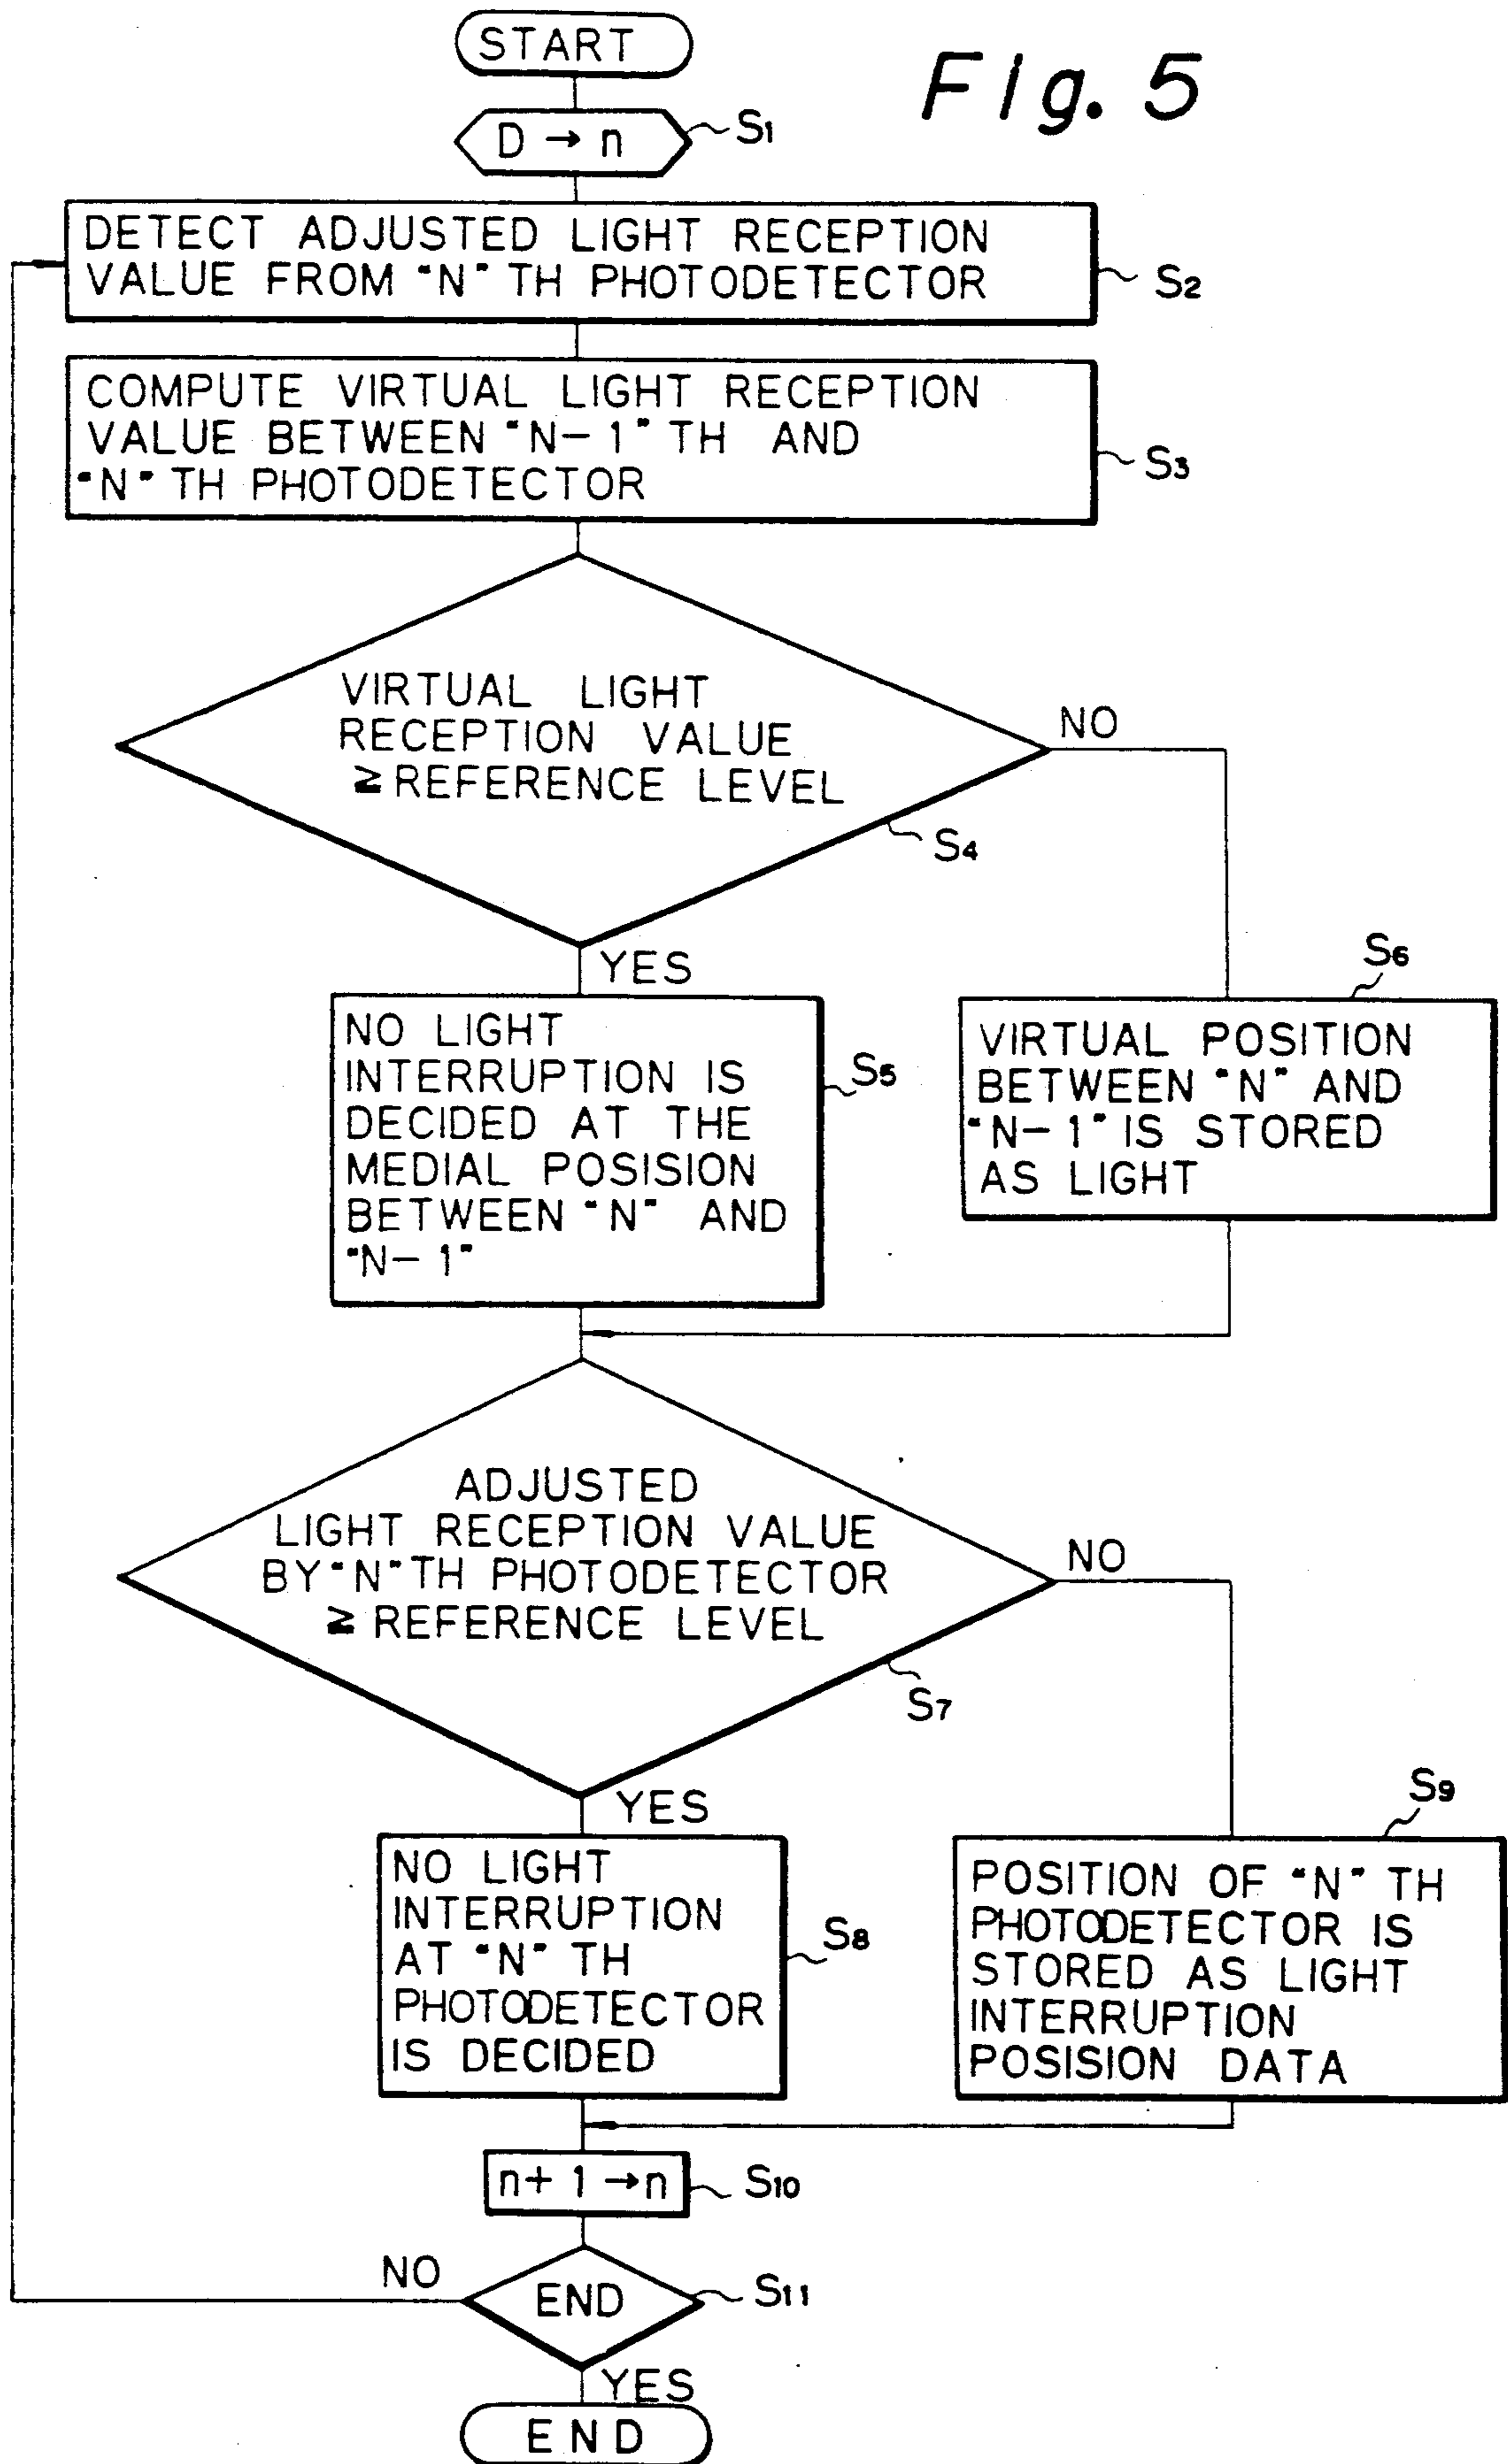 START
Fig. 5
D → n
S1
DETECT ADJUSTED LIGHT RECEPTION
VALUE FROM "N" TH PHOTODETECTOR
S2
COMPUTE VIRTUAL LIGHT RECEPTION
VALUE BETWEEN "N-1" TH AND
"N" TH PHOTODETECTOR
S3
VIRTUAL LIGHT
RECEPTION VALUE
≧ REFERENCE LEVEL
NO
S4
YES
NO LIGHT
INTERRUPTION IS
DECIDED AT THE
MEDIAL POSISION
BETWEEN "N" AND
"N-1"
S5
S6
VIRTUAL POSITION
BETWEEN "N" AND
"N-1" IS STORED
AS LIGHT
ADJUSTED
LIGHT RECEPTION VALUE
BY "N" TH PHOTODETECTOR
≧ REFERENCE LEVEL
NO
S7
YES
NO LIGHT
INTERRUPTION
AT "N" TH
PHOTODETECTOR
IS DECIDED
S8
S9
POSITION OF "N" TH
PHOTODETECTOR IS
STORED AS LIGHT
INTERRUPTION
POSISION DATA
n+1→n
S10
NO
END
S11
YES
END